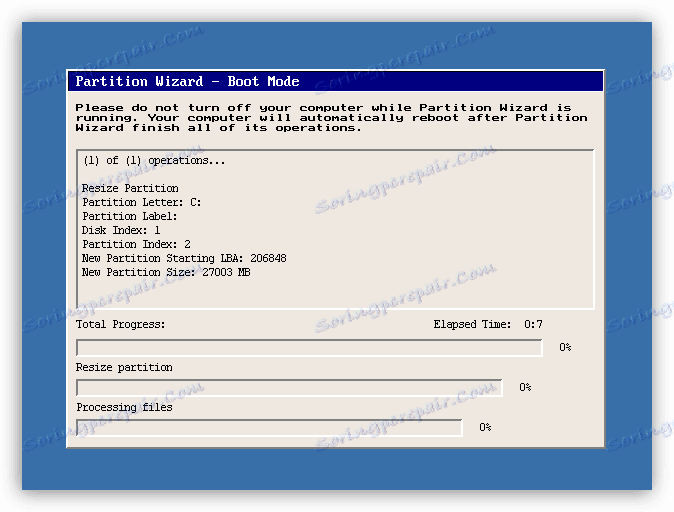 Partition Wizard - Boot Mode
Please do not turn off your computer while Partition Wizard is
running. Your computer will automatically reboot after Partition
Wizard finish all of its operations.
(1) of (1) operations...
Resize Partition
Partition Letter: C:
Partition Label:
Disk Index: 1
Partition Index: 2
New Partition Starting LBA: 206848
New Partition Size: 27003 MB
Total Progress: Elapsed Time: 0:7
0%
Resize partition
0%
Processing files
0%
Soringpcrepair.com